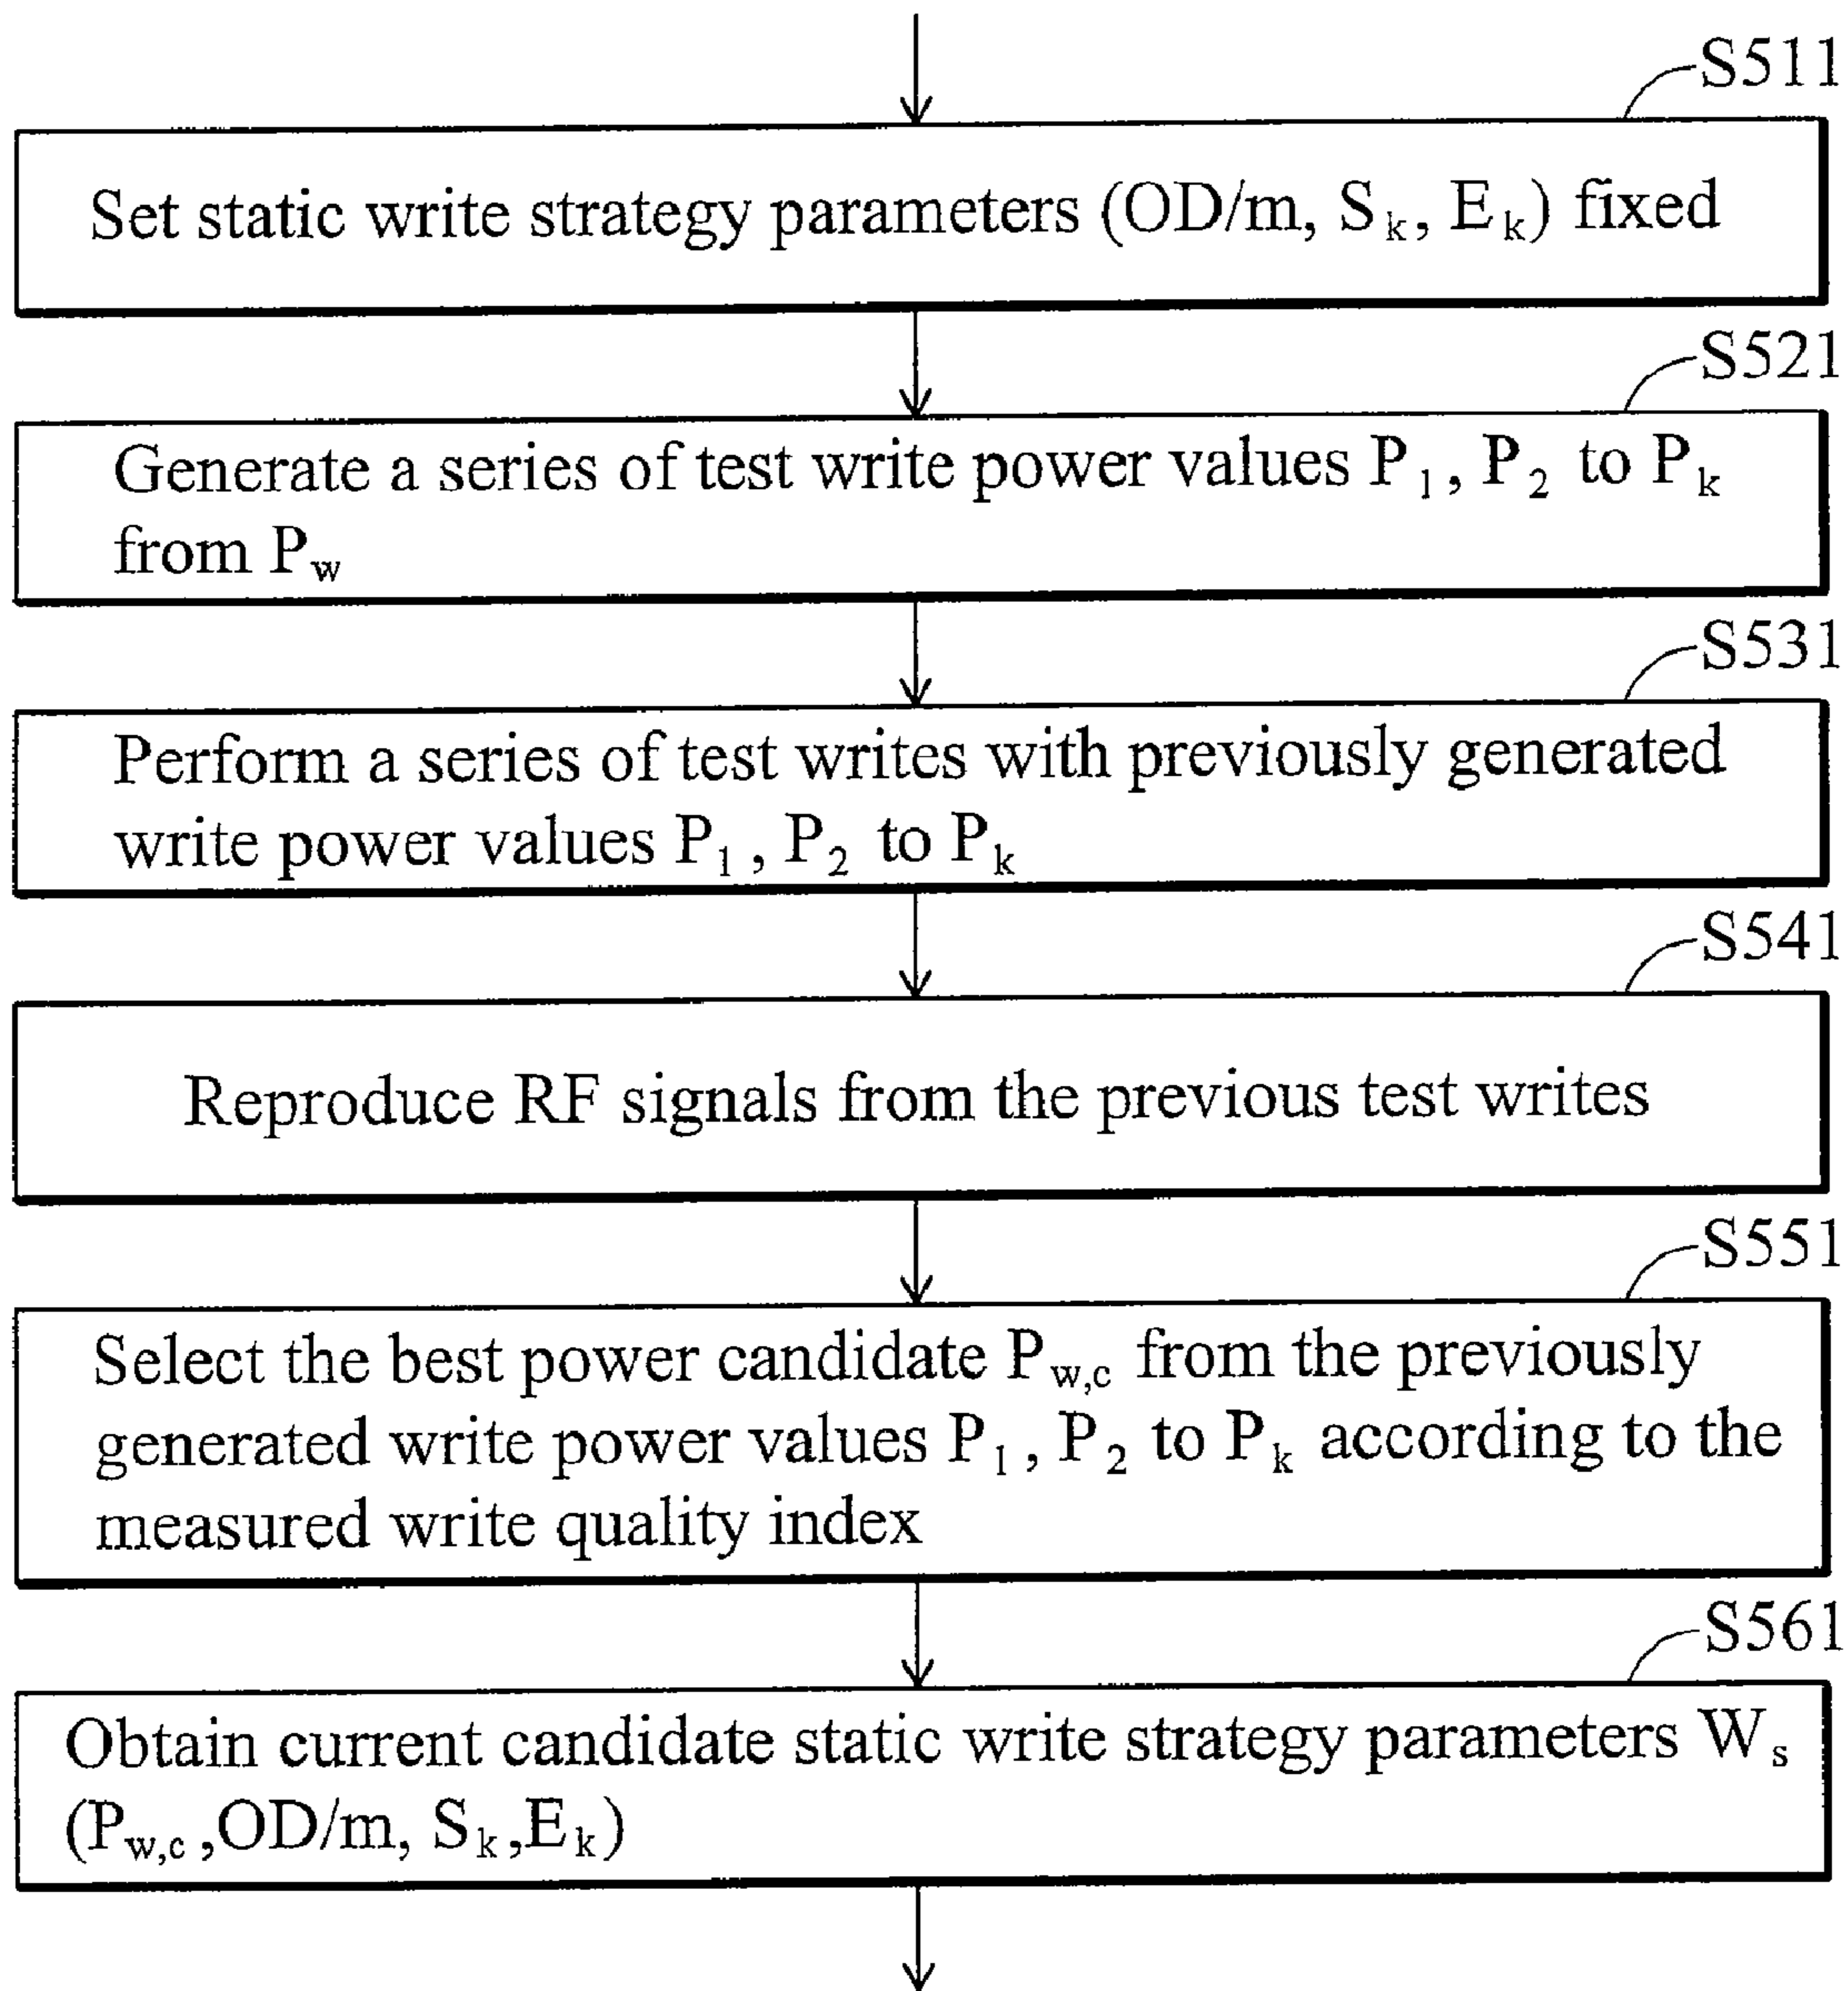 S511
Set static write strategy parameters (OD/m, Sk, Ek) fixed
S521
Generate a series of test write power values P1, P2 to Pk
from Pw
S531
Perform a series of test writes with previously generated
write power values P1, P2 to Pk
S541
Reproduce RF signals from the previous test writes
S551
Select the best power candidate Pw,c from the previously
generated write power values P1, P2 to Pk according to the
measured write quality index
S561
Obtain current candidate static write strategy parameters Ws
(Pw,c ,OD/m, Sk,Ek)